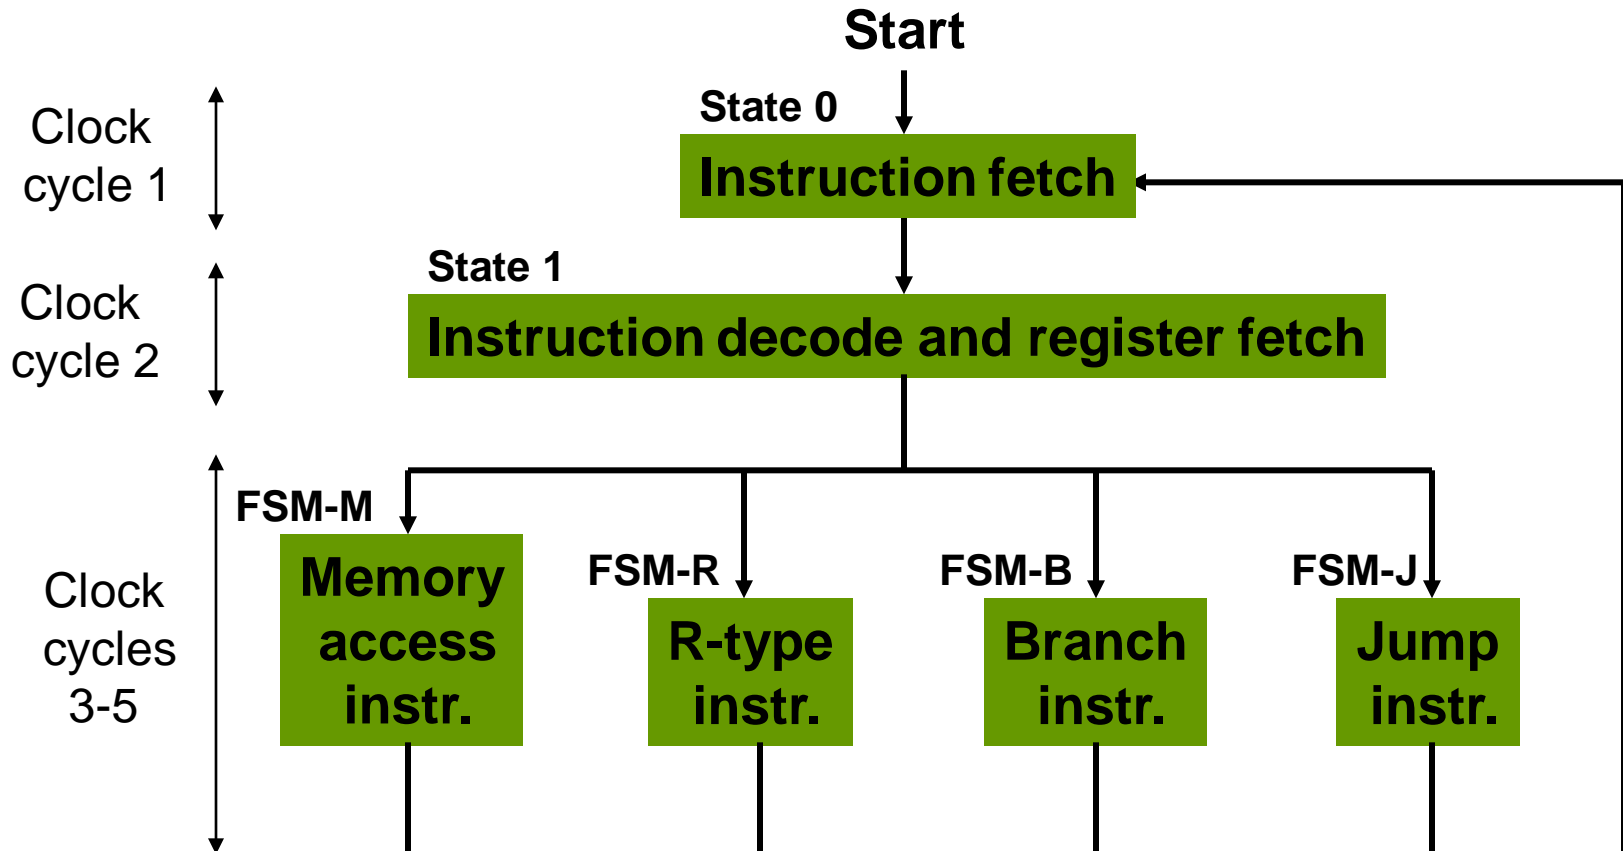 Start
State 0
Clock
cycle 1
Instruction fetch
State 1
Clock
cycle 2
Instruction decode and register fetch
FSM-M
Memory
access
instr.
FSM-R
R-type
instr.
FSM-B
Branch
instr.
FSM-J
Jump
instr.
Clock
cycles
3-5